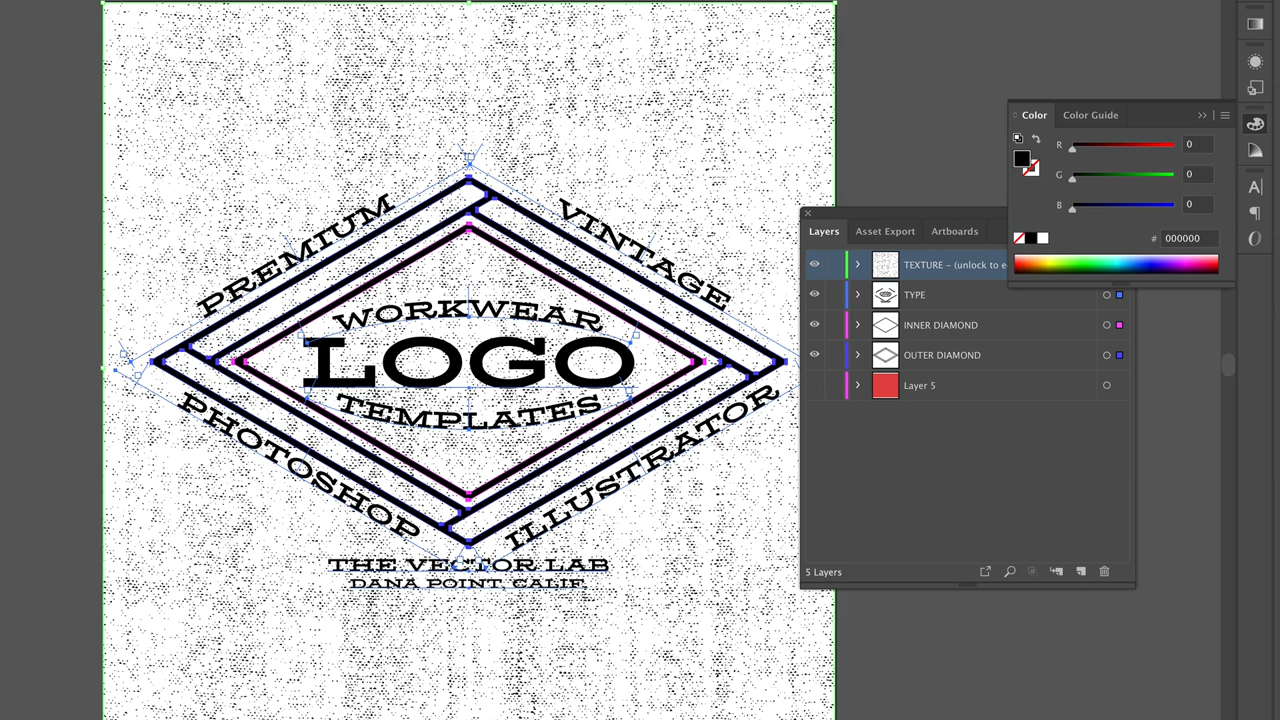 PREMIUM
VINTAGE
WORKWEAR
LOGO
TEMPLATES
PHOTOSHOP
ILLUSTRATOR
THE VECTOR LAB
DANA POINT, CALIF.
Color
Color Guide
R
0
G
0
B
0
#
000000
Layers
Asset Export
Artboards
TEXTURE – (unlock to e
TYPE
INNER DIAMOND
OUTER DIAMOND
Layer 5
5 Layers